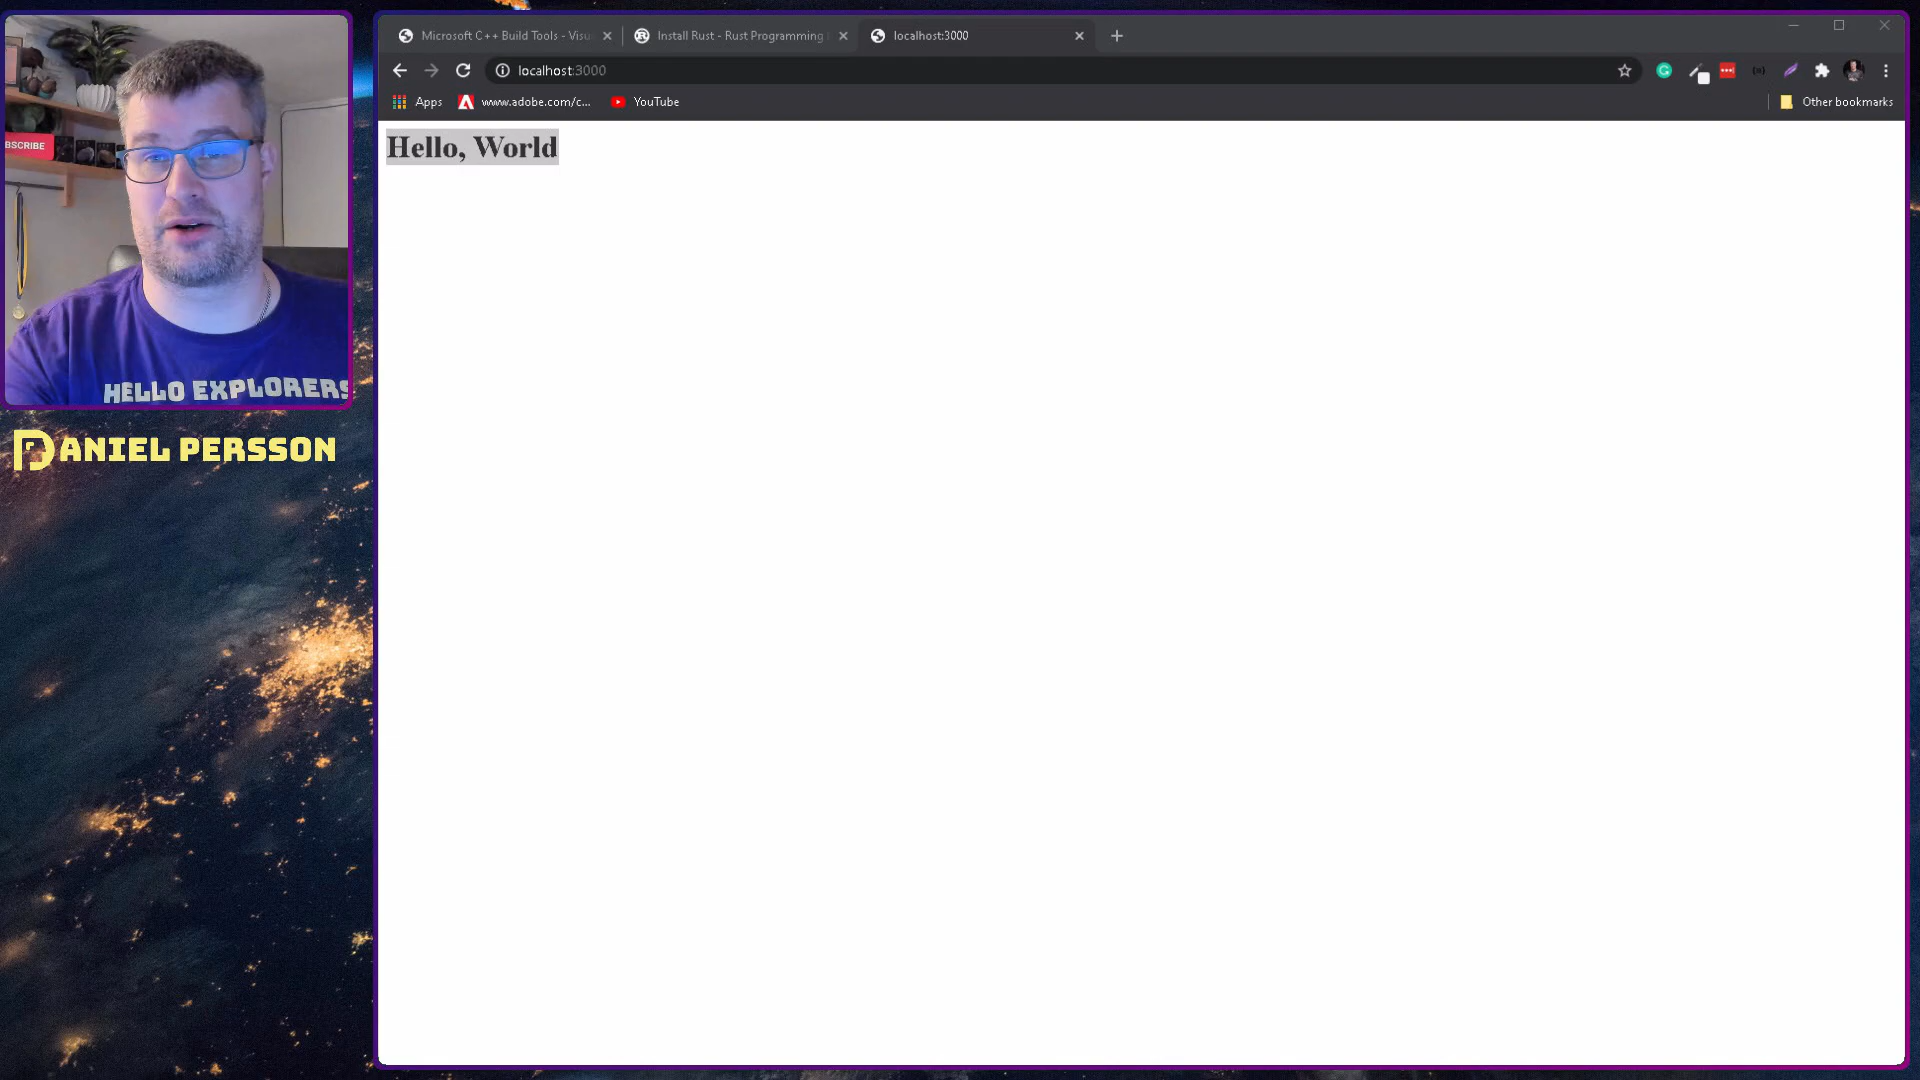 Microsoft C++ Build Tools - Visu
Install Rust - Rust Programming
localhost:3000
localhost:3000
Apps
www.adobe.com/c...
YouTube
Other bookmarks
Hello, World
BSCRIBE
HELLO EXPLORERS
DANIEL PERSSON